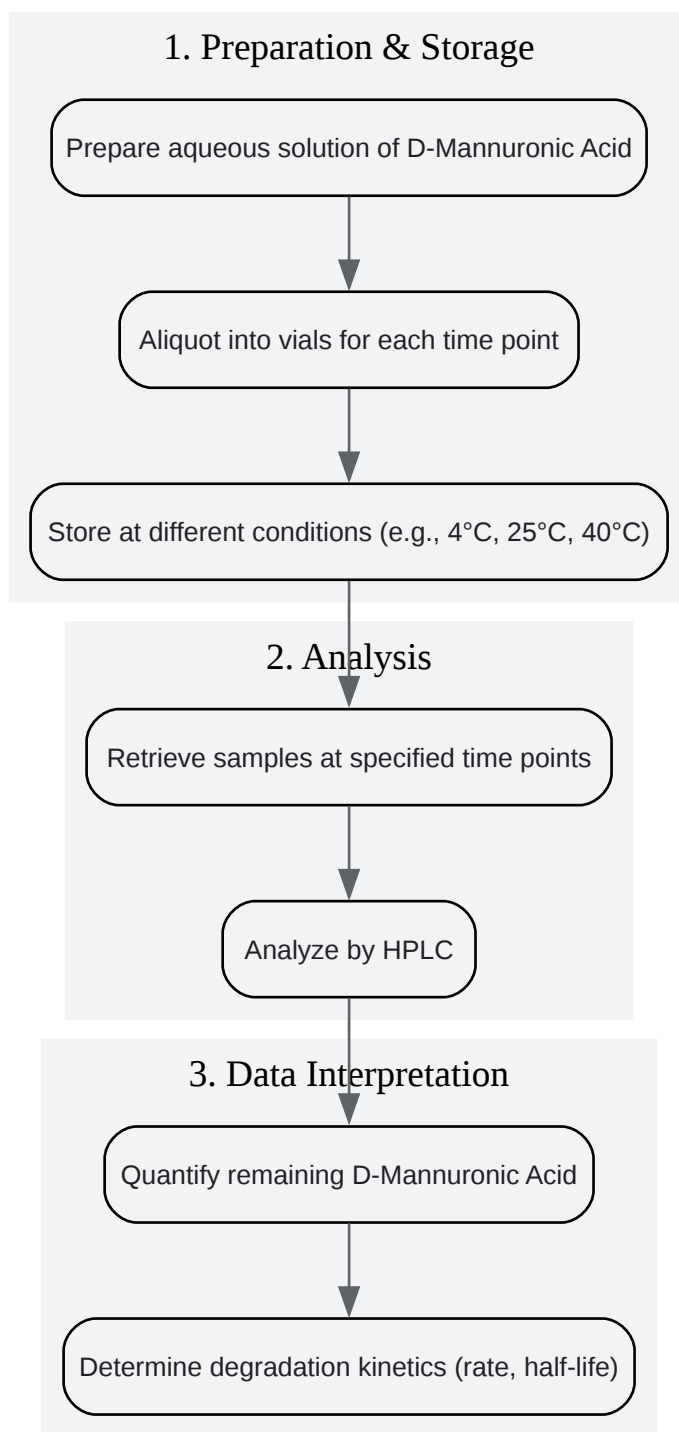 1. Preparation & Storage
Prepare aqueous solution of D-Mannuronic Acid
Aliquot into vials for each time point
Store at different conditions (e.g., 4°C, 25°C, 40°C)
2. Analysis
Retrieve samples at specified time points
Analyze by HPLC
3. Data Interpretation
Quantify remaining D-Mannuronic Acid
Determine degradation kinetics (rate, half-life)